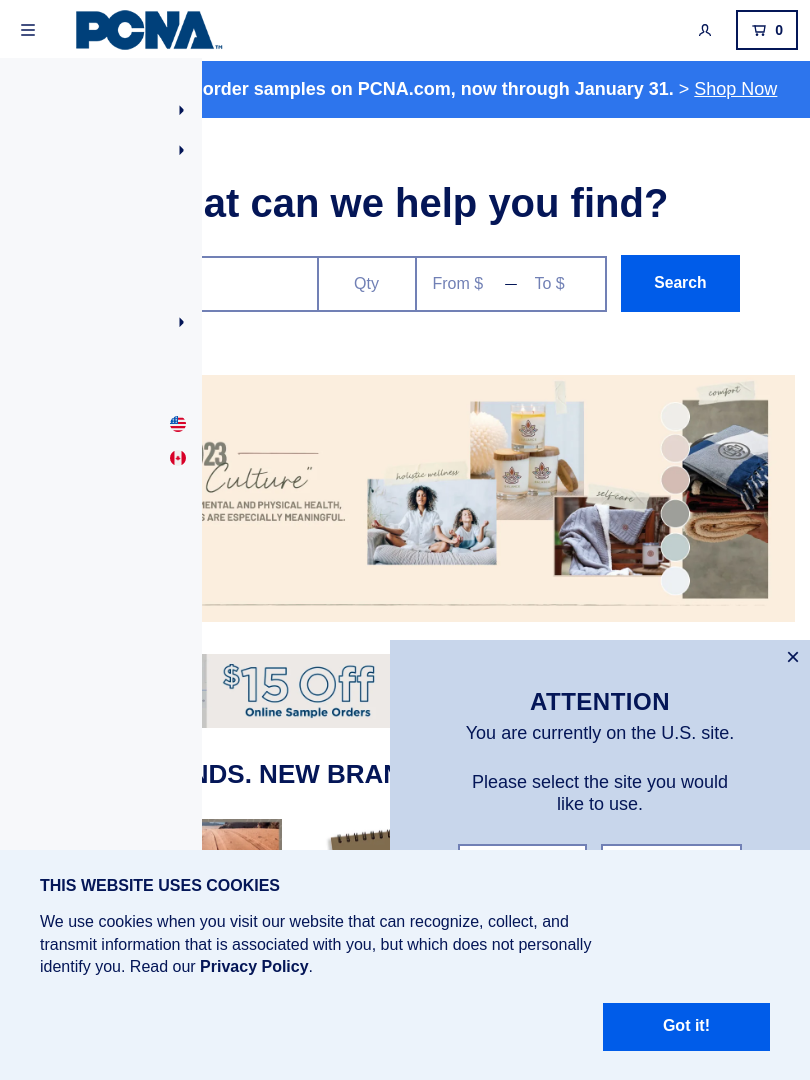 PCNA™
0
order samples on PCNA.com, now through January 31. > Shop Now
at can we help you find?
Qty
From $
—
To $
Search
23
Culture"
MENTAL AND PHYSICAL HEALTH,
S ARE ESPECIALLY MEANINGFUL.
holistic wellness
self-care
comfort
$15 Off
Online Sample Orders
NDS. NEW BRAN
ATTENTION
You are currently on the U.S. site.
Please select the site you would
like to use.
THIS WEBSITE USES COOKIES
We use cookies when you visit our website that can recognize, collect, and
transmit information that is associated with you, but which does not personally
identify you. Read our Privacy Policy.
Got it!